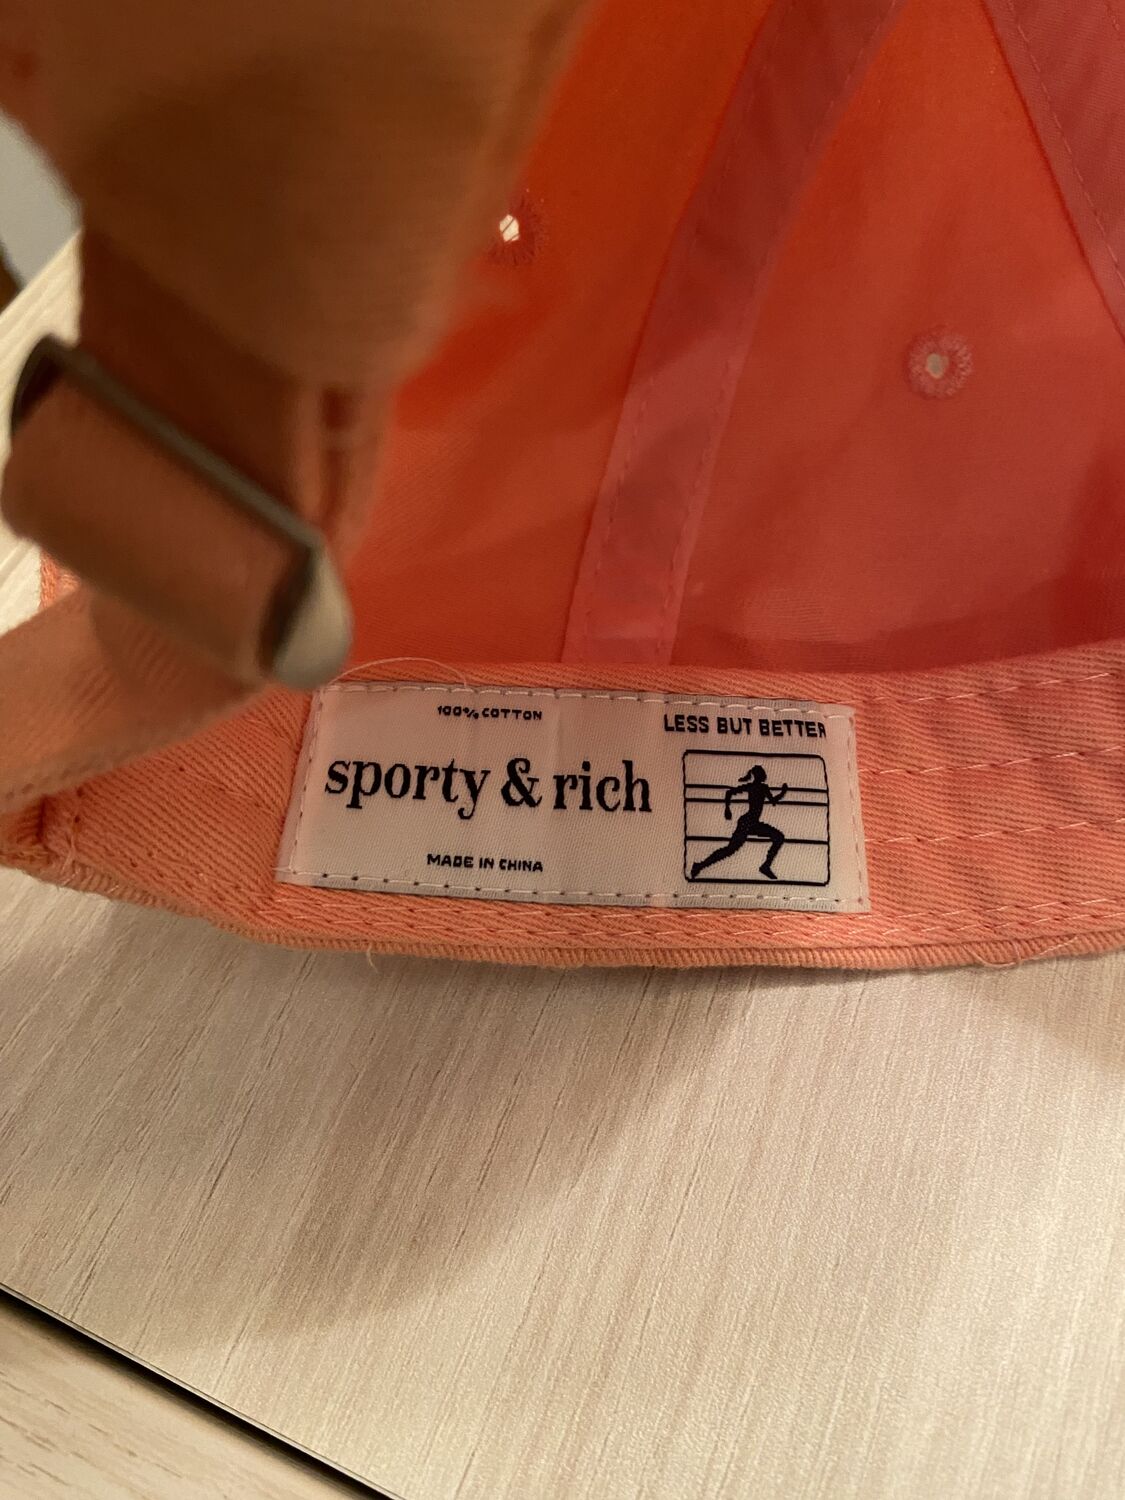 100% COTTON
sporty & rich
MADE IN CHINA
LESS BUT BETTER